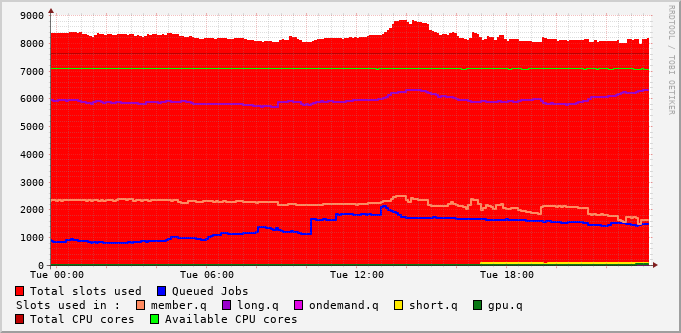 9000
8000
7000
6000
5000
4000
3000
2000
1000
0
Tue 00:00 Tue 06:00 Tue 12:00 Tue 18:00
Total slots used Queued Jobs
Slots used in : member.q long.q ondemand.q short.q gpu.q
Total CPU cores Available CPU cores
RRDTOOL / TOBI OETIKER